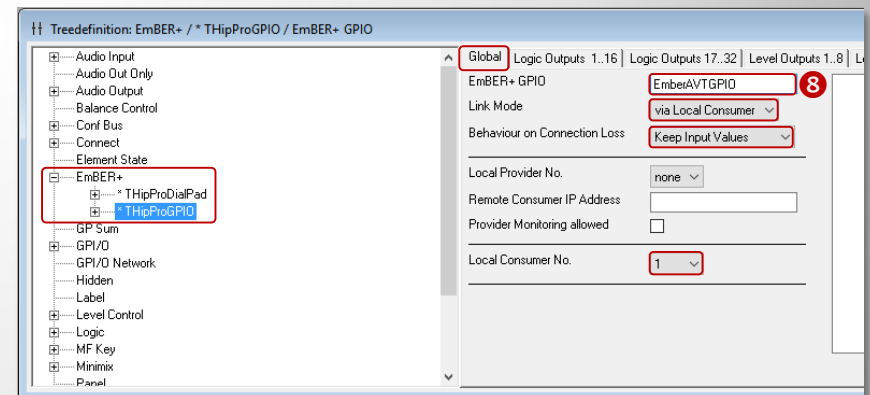 Treedefinition: EmBER+ / * THipProGPIO / EmBER+ GPIO
Audio Input
Audio Out Only
Audio Output
Balance Control
Conf Bus
Connect
Element State
EmBER+
* THipProDialPad
* THipProGPIO
GP Sum
GPI/O
GPI/O Network
Hidden
Label
Level Control
Logic
MF Key
Minimix
Panel
Global Logic Outputs 1..16 Logic Outputs 17..32 Level Outputs 1..8
EmBER+ GPIO EmberAVTGPIO 8
Link Mode via Local Consumer
Behaviour on Connection Loss Keep Input Values
Local Provider No. none
Remote Consumer IP Address
Provider Monitoring allowed
Local Consumer No. 1